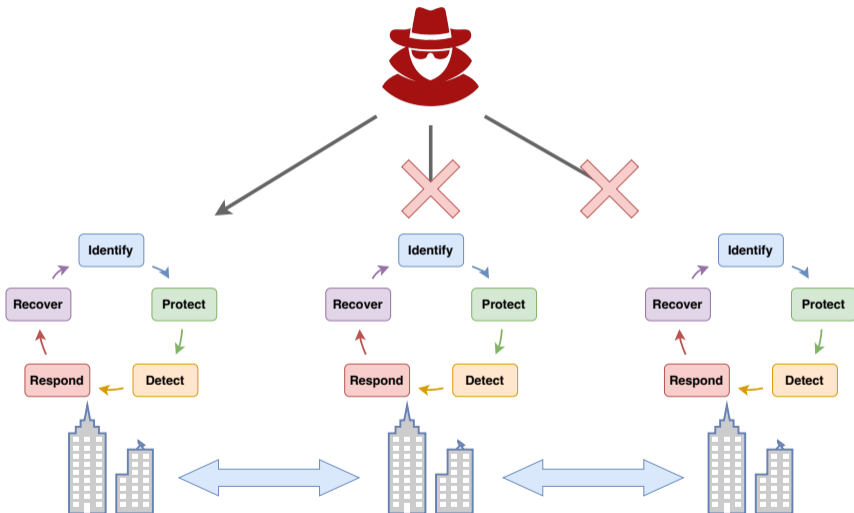 Identify
Identify
Identify
Recover
Protect
Recover
Protect
Recover
Protect
Respond
Detect
Respond
Detect
Respond
Detect